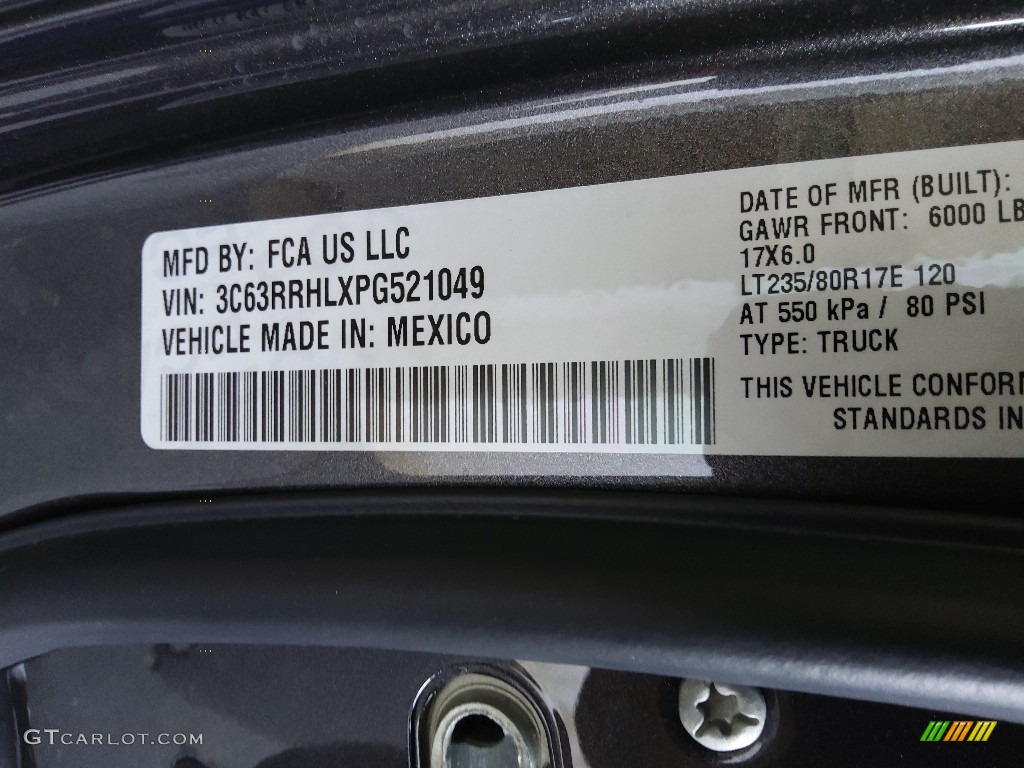 MFD BY: FCA US LLC
VIN: 3C63RRHLXPG521049
VEHICLE MADE IN: MEXICO
DATE OF MFR (BUILT):
GAWR FRONT: 6000 LB
17X6.0
LT235/80R17E 120
AT 550 kPa / 80 PSI
TYPE: TRUCK
THIS VEHICLE CONFOR
STANDARDS IN
GTCARLOT.COM